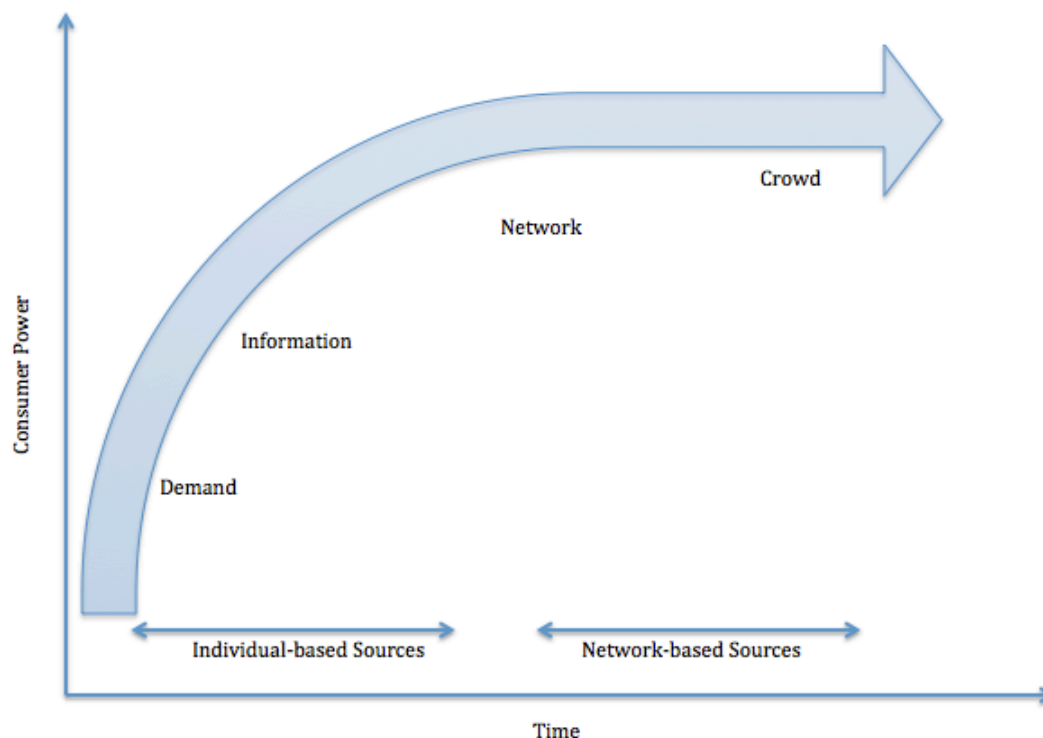 Crowd
Network
Information
Consumer Power
Demand
Individual-based Sources
Network-based Sources
Time